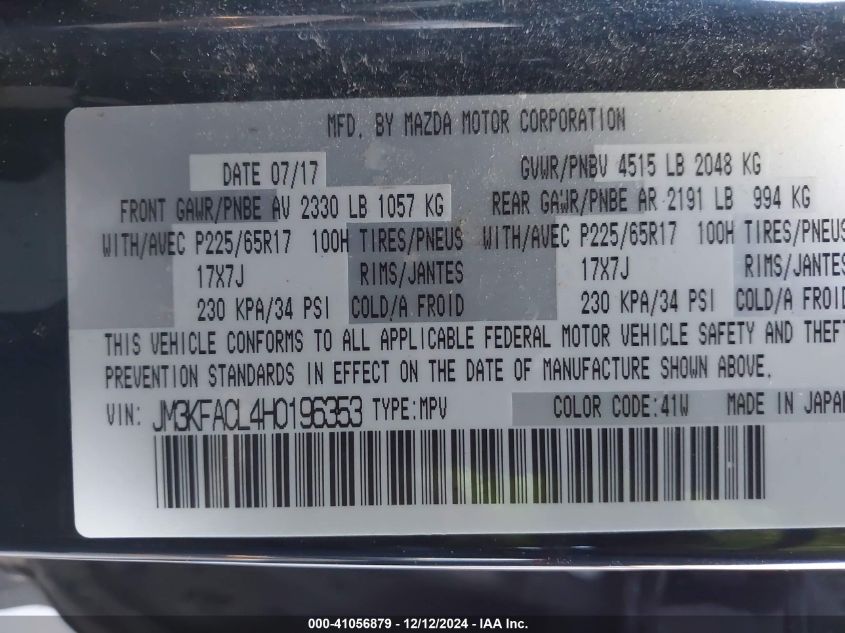 MFD. BY MAZDA MOTOR CORPORATION
DATE 07/17 GVWR/PNBV 4515 LB 2048 KG
FRONT GAWR/PNBE AV 2330 LB 1057 KG REAR GAWR/PNBE AR 2191 LB 994 KG
WITH/AVEC P225/65R17 100H TIRES/PNEUS WITH/AVEC P225/65R17 100H TIRES/PNEUS
17X7J RIMS/JANTES 17X7J RIMS/JANTES
230 KPA/34 PSI COLD/A FROID 230 KPA/34 PSI COLD/A FROID
THIS VEHICLE CONFORMS TO ALL APPLICABLE FEDERAL MOTOR VEHICLE SAFETY AND THEFT
PREVENTION STANDARDS IN EFFECT ON THE DATE OF MANUFACTURE SHOWN ABOVE.
VIN: JM3KFACL4H0196353 TYPE:MPV COLOR CODE:41W MADE IN JAPAN
000-41056879 - 12/12/2024 - IAA Inc.